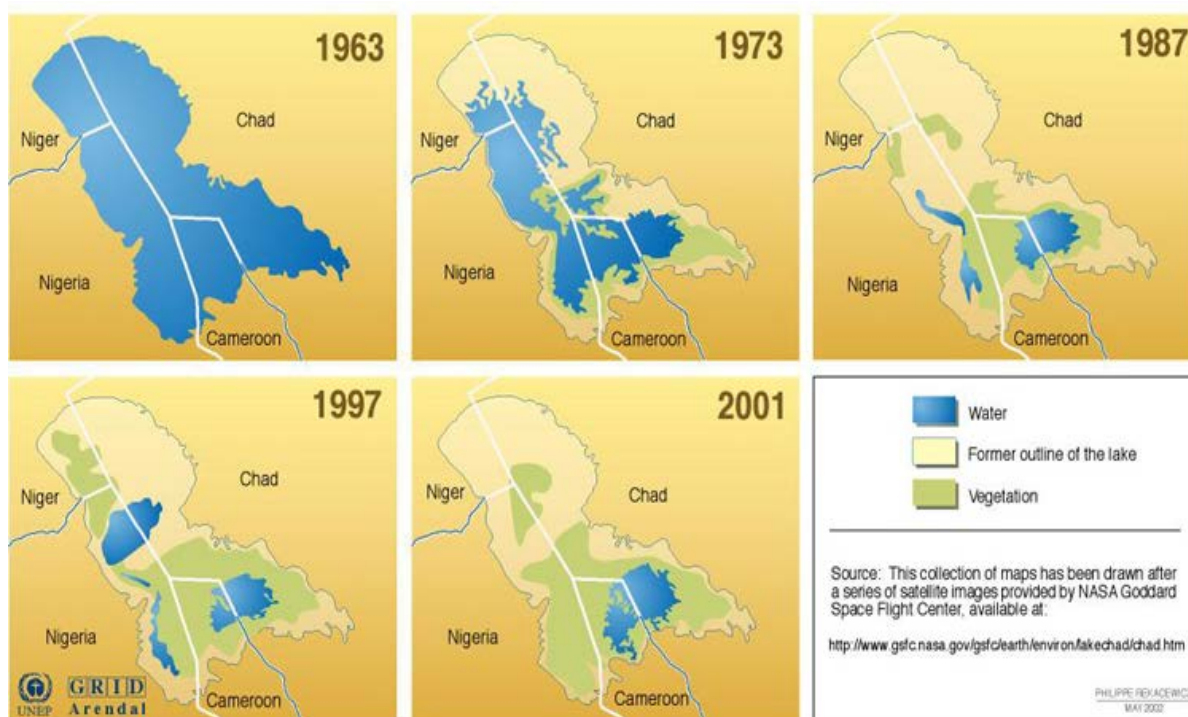 1963
Chad
Niger
Nigeria
Cameroon
1973
Chad
Niger
Nigeria
Cameroon
1987
Chad
Niger
Nigeria
Cameroon
1997
Chad
Niger
Nigeria
Cameroon
UNEP
GRID
Arendal
2001
Chad
Niger
Nigeria
Cameroon
Water
Former outline of the lake
Vegetation
Source: This collection of maps has been drawn after
a series of satellite images provided by NASA Goddard
Space Flight Center, available at:
http://www.gsfc.nasa.gov/gsfc/earth/environ/lakechad/chad.htm
PHILIPPE REKACEWICZ
MAY 2002